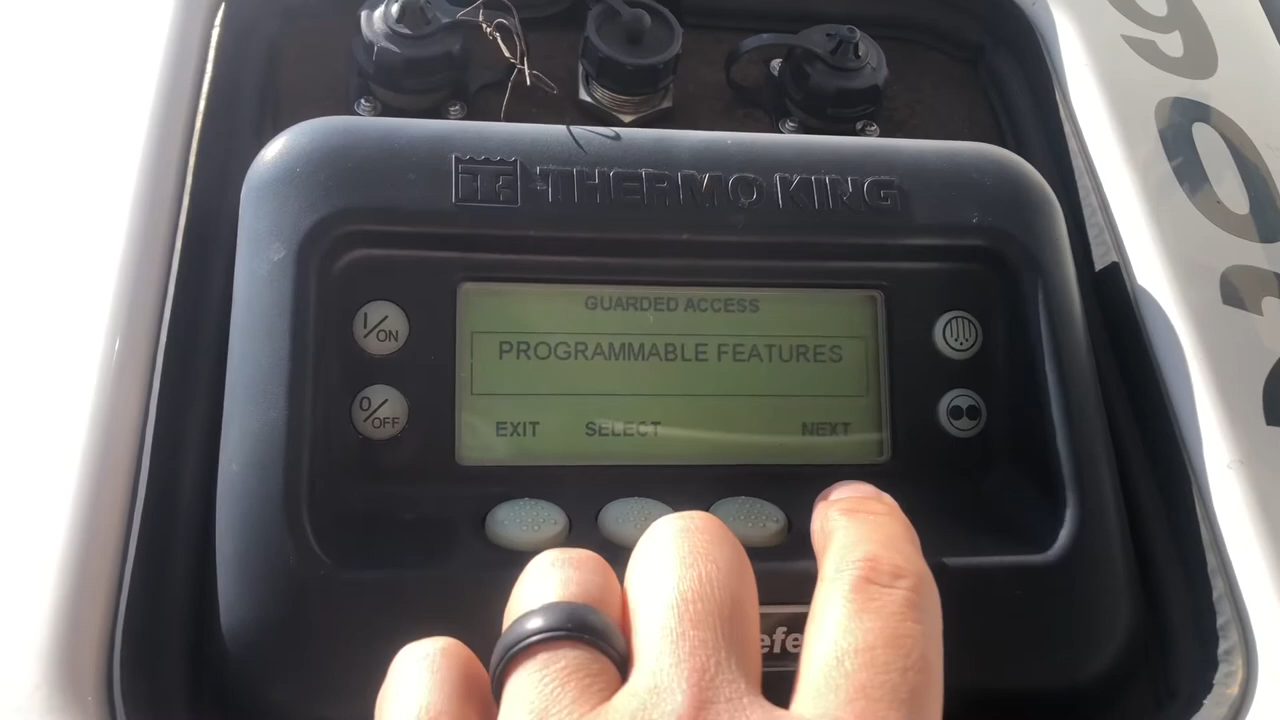 THERMO KING
GUARDED ACCESS
PROGRAMMABLE FEATURES
EXIT SELECT NEXT
I/ON
O/OFF